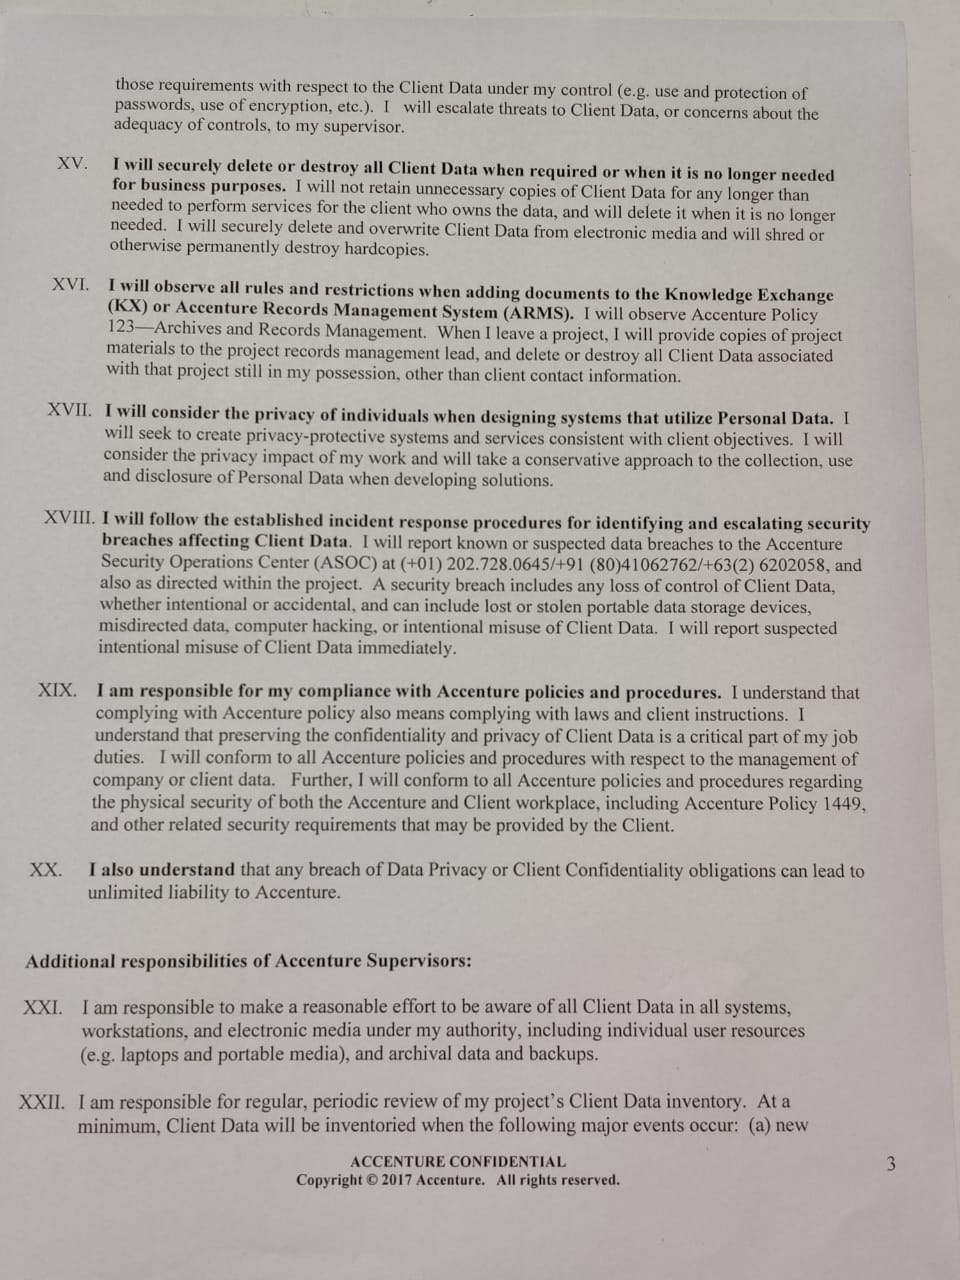 those requirements with respect to the Client Data under my control (e.g. use and protection of
passwords, use of encryption, etc.). I will escalate threats to Client Data, or concerns about the
adequacy of controls, to my supervisor.
XV. I will securely delete or destroy all Client Data when required or when it is no longer needed
for business purposes. I will not retain unnecessary copies of Client Data for any longer than
needed to perform services for the client who owns the data, and will delete it when it is no longer
needed. I will securely delete and overwrite Client Data from electronic media and will shred or
otherwise permanently destroy hardcopies.
XVI. I will observe all rules and restrictions when adding documents to the Knowledge Exchange
(KX) or Accenture Records Management System (ARMS). I will observe Accenture Policy
123—Archives and Records Management. When I leave a project, I will provide copies of project
materials to the project records management lead, and delete or destroy all Client Data associated
with that project still in my possession, other than client contact information.
XVII. I will consider the privacy of individuals when designing systems that utilize Personal Data. I
will seek to create privacy-protective systems and services consistent with client objectives. I will
consider the privacy impact of my work and will take a conservative approach to the collection, use
and disclosure of Personal Data when developing solutions.
XVIII. I will follow the established incident response procedures for identifying and escalating security
breaches affecting Client Data. I will report known or suspected data breaches to the Accenture
Security Operations Center (ASOC) at (+01) 202.728.0645/+91 (80)41062762/+63(2) 6202058, and
also as directed within the project. A security breach includes any loss of control of Client Data,
whether intentional or accidental, and can include lost or stolen portable data storage devices,
misdirected data, computer hacking, or intentional misuse of Client Data. I will report suspected
intentional misuse of Client Data immediately.
XIX. I am responsible for my compliance with Accenture policies and procedures. I understand that
complying with Accenture policy also means complying with laws and client instructions. I
understand that preserving the confidentiality and privacy of Client Data is a critical part of my job
duties. I will conform to all Accenture policies and procedures with respect to the management of
company or client data. Further, I will conform to all Accenture policies and procedures regarding
the physical security of both the Accenture and Client workplace, including Accenture Policy 1449,
and other related security requirements that may be provided by the Client.
XX. I also understand that any breach of Data Privacy or Client Confidentiality obligations can lead to
unlimited liability to Accenture.
Additional responsibilities of Accenture Supervisors:
XXI. I am responsible to make a reasonable effort to be aware of all Client Data in all systems,
workstations, and electronic media under my authority, including individual user resources
(e.g. laptops and portable media), and archival data and backups.
XXII. I am responsible for regular, periodic review of my project's Client Data inventory. At a
minimum, Client Data will be inventoried when the following major events occur: (a) new
ACCENTURE CONFIDENTIAL
Copyright © 2017 Accenture. All rights reserved.
3